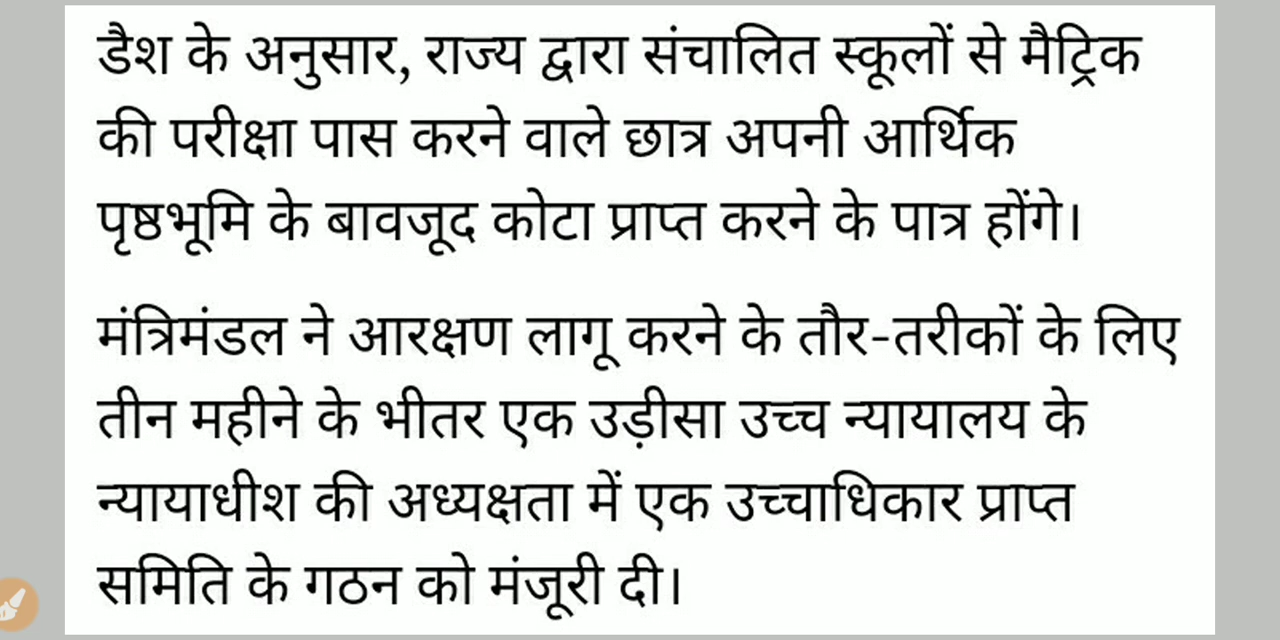 डैश के अनुसार, राज्य द्वारा संचालित स्कूलों से मैट्रिक
की परीक्षा पास करने वाले छात्र अपनी आर्थिक
पृष्ठभूमि के बावजूद कोटा प्राप्त करने के पात्र होंगे।
मंत्रिमंडल ने आरक्षण लागू करने के तौर-तरीकों के लिए
तीन महीने के भीतर एक उड़ीसा उच्च न्यायालय के
न्यायाधीश की अध्यक्षता में एक उच्चाधिकार प्राप्त
समिति के गठन को मंजूरी दी।